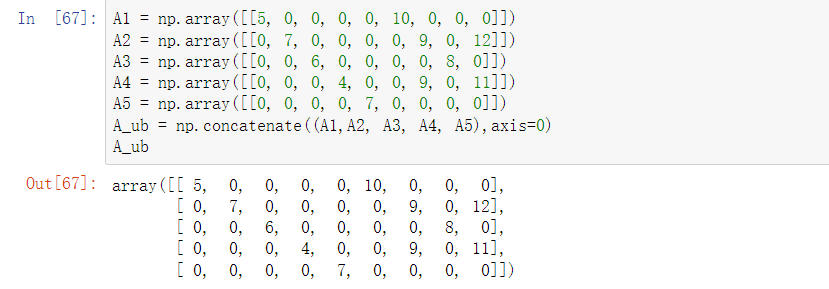 In [67]: A1 = np.array([[5, 0, 0, 0, 0, 10, 0, 0, 0]])
A2 = np.array([[0, 7, 0, 0, 0, 0, 9, 0, 12]])
A3 = np.array([[0, 0, 6, 0, 0, 0, 0, 8, 0]])
A4 = np.array([[0, 0, 0, 4, 0, 0, 9, 0, 11]])
A5 = np.array([[0, 0, 0, 0, 7, 0, 0, 0, 0]])
A_ub = np.concatenate((A1,A2, A3, A4, A5),axis=0)
A_ub
Out[67]: array([[ 5, 0, 0, 0, 0, 10, 0, 0, 0],
[ 0, 7, 0, 0, 0, 0, 9, 0, 12],
[ 0, 0, 6, 0, 0, 0, 0, 8, 0],
[ 0, 0, 0, 4, 0, 0, 9, 0, 11],
[ 0, 0, 0, 0, 7, 0, 0, 0, 0]])